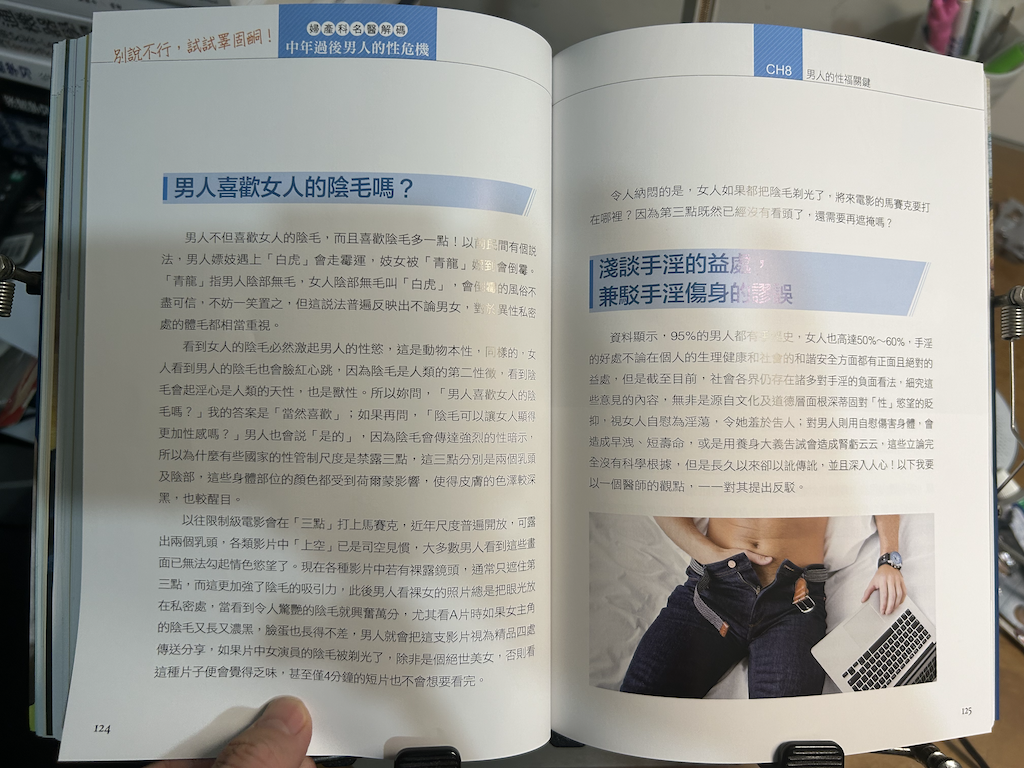 別說不行，試試睪固酮！
婦產科名醫解碼
中年過後男人的性危機
男人喜歡女人的陰毛嗎？
男人不但喜歡女人的陰毛，而且喜歡陰毛多一點！以前民間有個說
法，男人嫖妓遇上「白虎」會走霉運，妓女被「青龍」嫖到會倒霉。
「青龍」指男人陰部無毛，女人陰部無毛叫「白虎」，會倒霉的風俗不
盡可信，不妨一笑置之，但這說法普遍反映出不論男女，對於異性私密
處的體毛都相當重視。
看到女人的陰毛必然激起男人的性慾，這是動物本性，同樣的，女
人看到男人的陰毛也會臉紅心跳，因為陰毛是人類的第二性徵，看到陰
毛會起淫心是人類的天性，也是獸性。所以妳問，「男人喜歡女人的陰
毛嗎？」我的答案是「當然喜歡」；如果再問，「陰毛可以讓女人顯得
更加性感嗎？」男人也會說「是的」，因為陰毛會傳達強烈的性暗示，
所以為什麼有些國家的性管制尺度是禁露三點，這三點分別是兩個乳頭
及陰部，這些身體部位的顏色都受到荷爾蒙影響，使得皮膚的色澤較深
黑，也較醒目。
以往限制級電影會在「三點」打上馬賽克，近年尺度普遍開放，可露
出兩個乳頭，各類影片中「上空」已是司空見慣，大多數男人看到這些畫
面已無法勾起情色慾望了。現在各種影片中若有裸露鏡頭，通常只遮住第
三點，而這更加強了陰毛的吸引力，此後男人看裸女的照片總是把眼光放
在私密處，當看到令人驚艷的陰毛就興奮萬分，尤其看A片時如果女主角
的陰毛又長又濃黑，臉蛋也長得不差，男人就會把這支影片視為精品四處
傳送分享，如果片中女演員的陰毛被剃光了，除非是個絕世美女，否則看
這種片子便會覺得乏味，甚至僅4分鐘的短片也不會想要看完。
124
CH8
男人的性福關鍵
令人納悶的是，女人如果都把陰毛剃光了，將來電影的馬賽克要打
在哪裡？因為第三點既然已經沒有看頭了，還需要再遮掩嗎？
淺談手淫的益處，
兼駁手淫傷身的謬誤
資料顯示，95%的男人都有手淫史，女人也高達50%～60%，手淫
的好處不論在個人的生理健康和社會的和諧安全方面都有正面且絕對的
益處，但是截至目前，社會各界仍存在諸多對手淫的負面看法，細究這
些意見的內容，無非是源自文化及道德層面根深蒂固對「性」慾望的貶
抑，視女人自慰為淫蕩，令她羞於告人；對男人則用自慰傷害身體，會
造成早洩、短壽命，或是用養身大義告誡會造成腎虧云云，這些立論完
全沒有科學根據，但是長久以來卻以訛傳訛，並且深入人心！以下我要
以一個醫師的觀點，一一對其提出反駁。
125